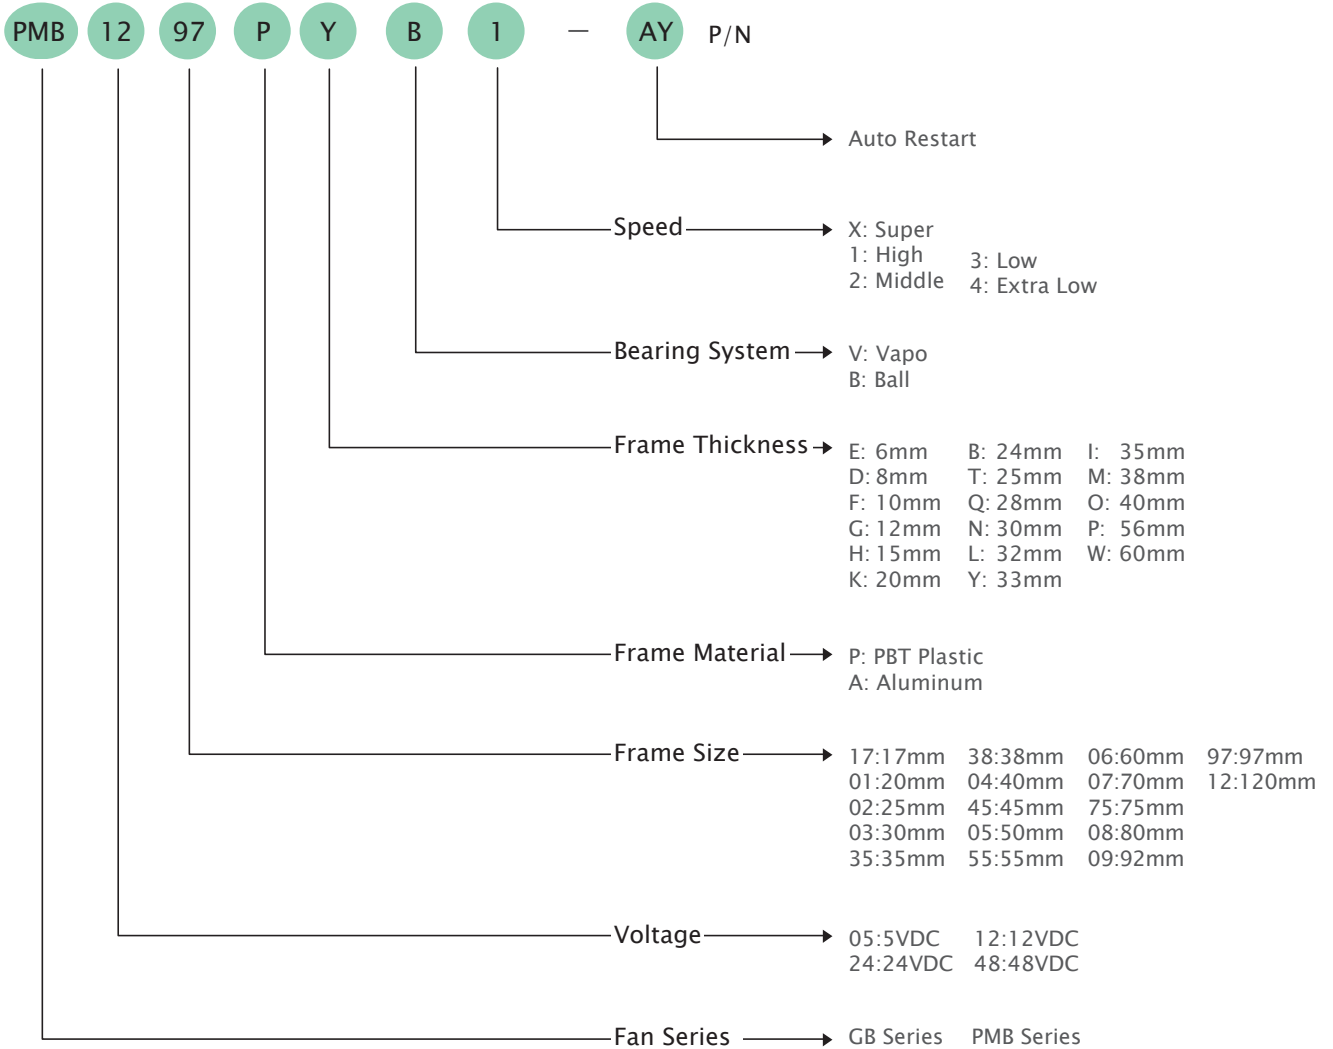 PMB 12 97 P Y B 1 — AY P/N
Auto Restart
Speed
X: Super
1: High
2: Middle
3: Low
4: Extra Low
Bearing System
V: Vapo
B: Ball
Frame Thickness
E: 6mm B: 24mm I: 35mm
D: 8mm T: 25mm M: 38mm
F: 10mm Q: 28mm O: 40mm
G: 12mm N: 30mm P: 56mm
H: 15mm L: 32mm W: 60mm
K: 20mm Y: 33mm
Frame Material
P: PBT Plastic
A: Aluminum
Frame Size
17:17mm 38:38mm 06:60mm 97:97mm
01:20mm 04:40mm 07:70mm 12:120mm
02:25mm 45:45mm 75:75mm
03:30mm 05:50mm 08:80mm
35:35mm 55:55mm 09:92mm
Voltage
05:5VDC 12:12VDC
24:24VDC 48:48VDC
Fan Series
GB Series PMB Series